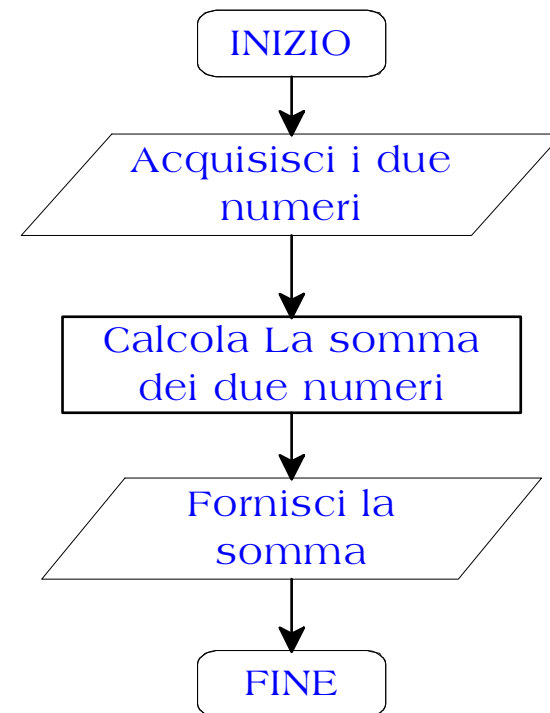 INIZIO
Acquisisci i due
numeri
Calcola La somma
dei due numeri
Fornisci la
somma
FINE